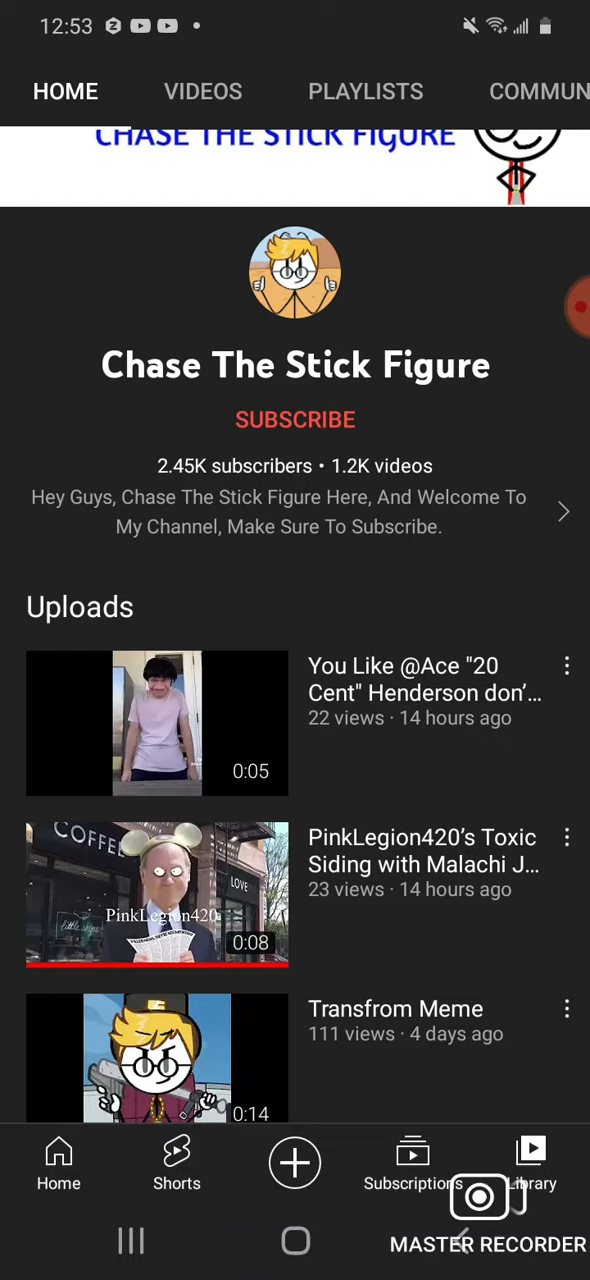 12:53
HOME VIDEOS PLAYLISTS COMMUN
CHASE THE STICK FIGURE
Chase The Stick Figure
SUBSCRIBE
2.45K subscribers • 1.2K videos
Hey Guys, Chase The Stick Figure Here, And Welcome To
My Channel, Make Sure To Subscribe.
Uploads
You Like @Ace "20
Cent" Henderson don’...
22 views · 14 hours ago
0:05
COFFEE
LOVE
PinkLegion420
0:08
PinkLegion420’s Toxic
Siding with Malachi J...
23 views · 14 hours ago
Transfrom Meme
111 views · 4 days ago
0:14
Home Shorts Subscriptions Library
MASTER RECORDER